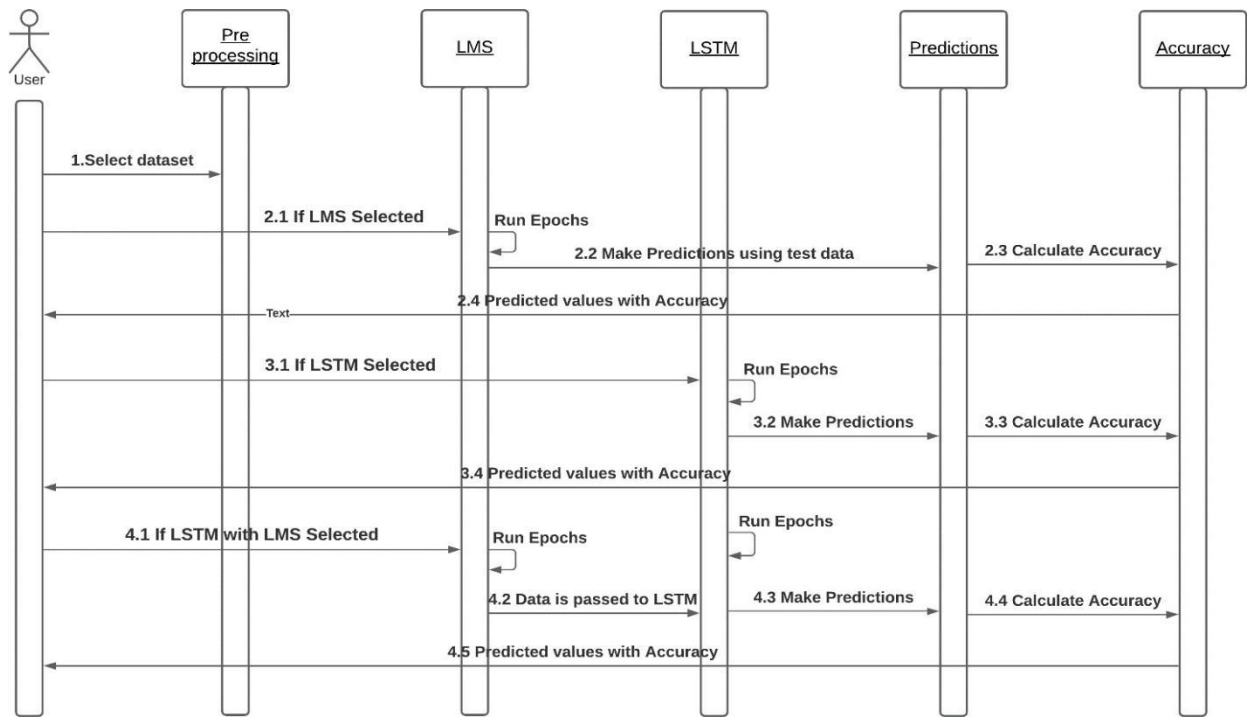 User
Pre
processing
LMS
LSTM
Predictions
Accuracy
1.Select dataset
2.1 If LMS Selected
Run Epochs
2.2 Make Predictions using test data
2.3 Calculate Accuracy
2.4 Predicted values with Accuracy
Text
3.1 If LSTM Selected
Run Epochs
3.2 Make Predictions
3.3 Calculate Accuracy
3.4 Predicted values with Accuracy
4.1 If LSTM with LMS Selected
Run Epochs
Run Epochs
4.2 Data is passed to LSTM
4.3 Make Predictions
4.4 Calculate Accuracy
4.5 Predicted values with Accuracy